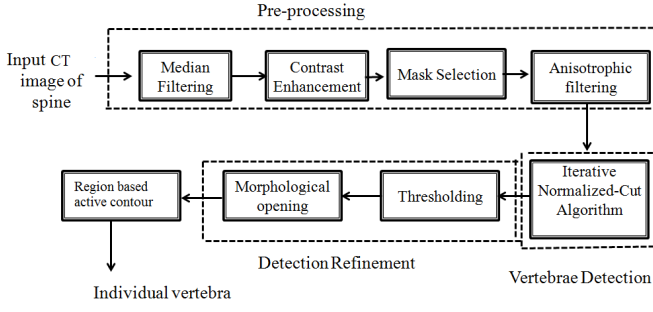 Pre-processing
Input CT
image of
spine
Median
Filtering
Contrast
Enhancement
Mask Selection
Anisotrophic
filtering
Region based
active contour
Morphological
opening
Thresholding
Iterative
Normalized-Cut
Algorithm
Detection Refinement
Vertebrae Detection
Individual vertebra